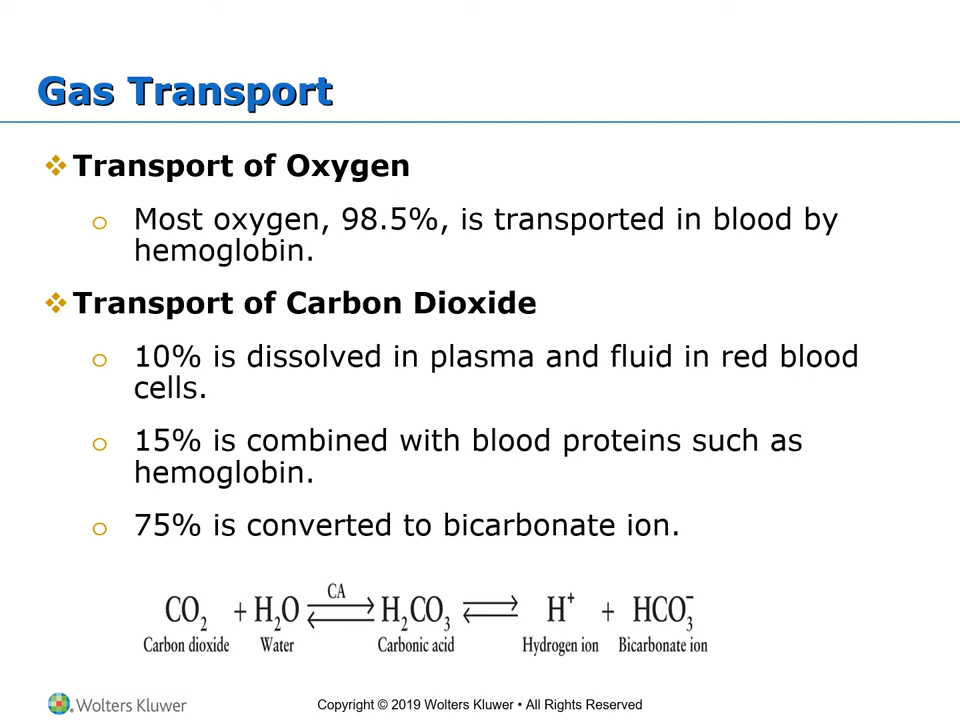 Gas Transport
❖ Transport of Oxygen
o Most oxygen, 98.5%, is transported in blood by
hemoglobin.
❖ Transport of Carbon Dioxide
o 10% is dissolved in plasma and fluid in red blood
cells.
o 15% is combined with blood proteins such as
hemoglobin.
o 75% is converted to bicarbonate ion.
CA
CO₂ + H₂O ⇌ H₂CO₃ ⇌ H⁺ + HCO₃⁻
Carbon dioxide Water Carbonic acid Hydrogen ion Bicarbonate ion
Wolters Kluwer
Copyright © 2019 Wolters Kluwer • All Rights Reserved